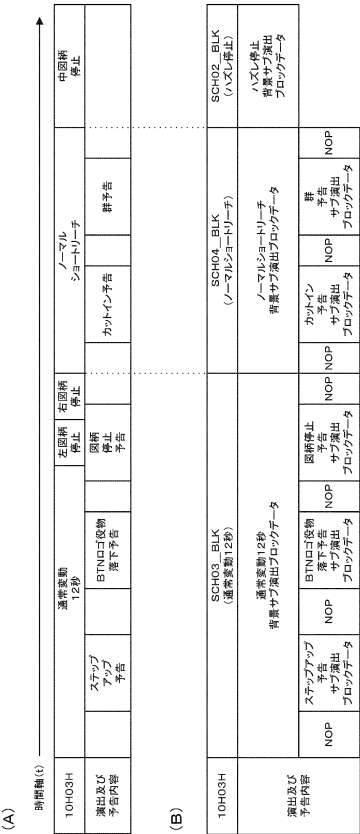 (A)
時間軸(t)
10H03H
通常変動
12秒
左図柄
停止
右図柄
停止
ノーマル
ショートリーチ
中図柄
停止
演出及び
予告内容
ステップ
アップ
予告
BTNロゴ役物
落下予告
図柄
停止
予告
カットイン予告
群予告
(B)
10H03H
SCH03__BLK
(通常変動12秒)
SCH04__BLK
(ノーマルショートリーチ)
SCH02__BLK
(ハズレ停止)
演出及び
予告内容
通常変動12秒
背景サブ演出ブロックデータ
ノーマルショートリーチ
背景サブ演出ブロックデータ
ハズレ停止
背景サブ演出
ブロックデータ
NOP
ステップアップ
予告
サブ演出
ブロックデータ
NOP
BTNロゴ役物
落下予告
サブ演出
ブロックデータ
NOP
図柄停止
予告
サブ演出
ブロックデータ
NOP
NOP
カットイン
予告
サブ演出
ブロックデータ
NOP
群
予告
サブ演出
ブロックデータ
NOP